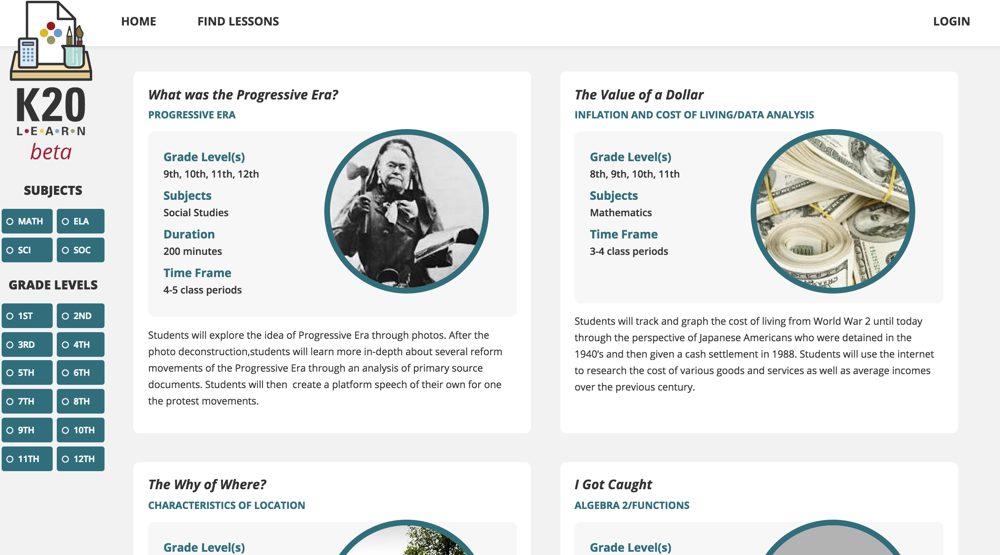 HOME
FIND LESSONS
LOGIN
K20
L•E•A•R•N
beta
SUBJECTS
MATH
ELA
SCI
SOC
GRADE LEVELS
1ST
2ND
3RD
4TH
5TH
6TH
7TH
8TH
9TH
10TH
11TH
12TH
What was the Progressive Era?
PROGRESSIVE ERA
Grade Level(s)
9th, 10th, 11th, 12th
Subjects
Social Studies
Duration
200 minutes
Time Frame
4-5 class periods
Students will explore the idea of Progressive Era through photos. After the
photo deconstruction,students will learn more in-depth about several reform
movements of the Progressive Era through an analysis of primary source
documents. Students will then  create a platform speech of their own for one
the protest movements.
The Value of a Dollar
INFLATION AND COST OF LIVING/DATA ANALYSIS
Grade Level(s)
8th, 9th, 10th, 11th
Subjects
Mathematics
Time Frame
3-4 class periods
Students will track and graph the cost of living from World War 2 until today
through the perspective of Japanese Americans who were detained in the
1940’s and then given a cash settlement in 1988. Students will use the internet
to research the cost of various goods and services as well as average incomes
over the previous century.
The Why of Where?
CHARACTERISTICS OF LOCATION
Grade Level(s)
I Got Caught
ALGEBRA 2/FUNCTIONS
Grade Level(s)